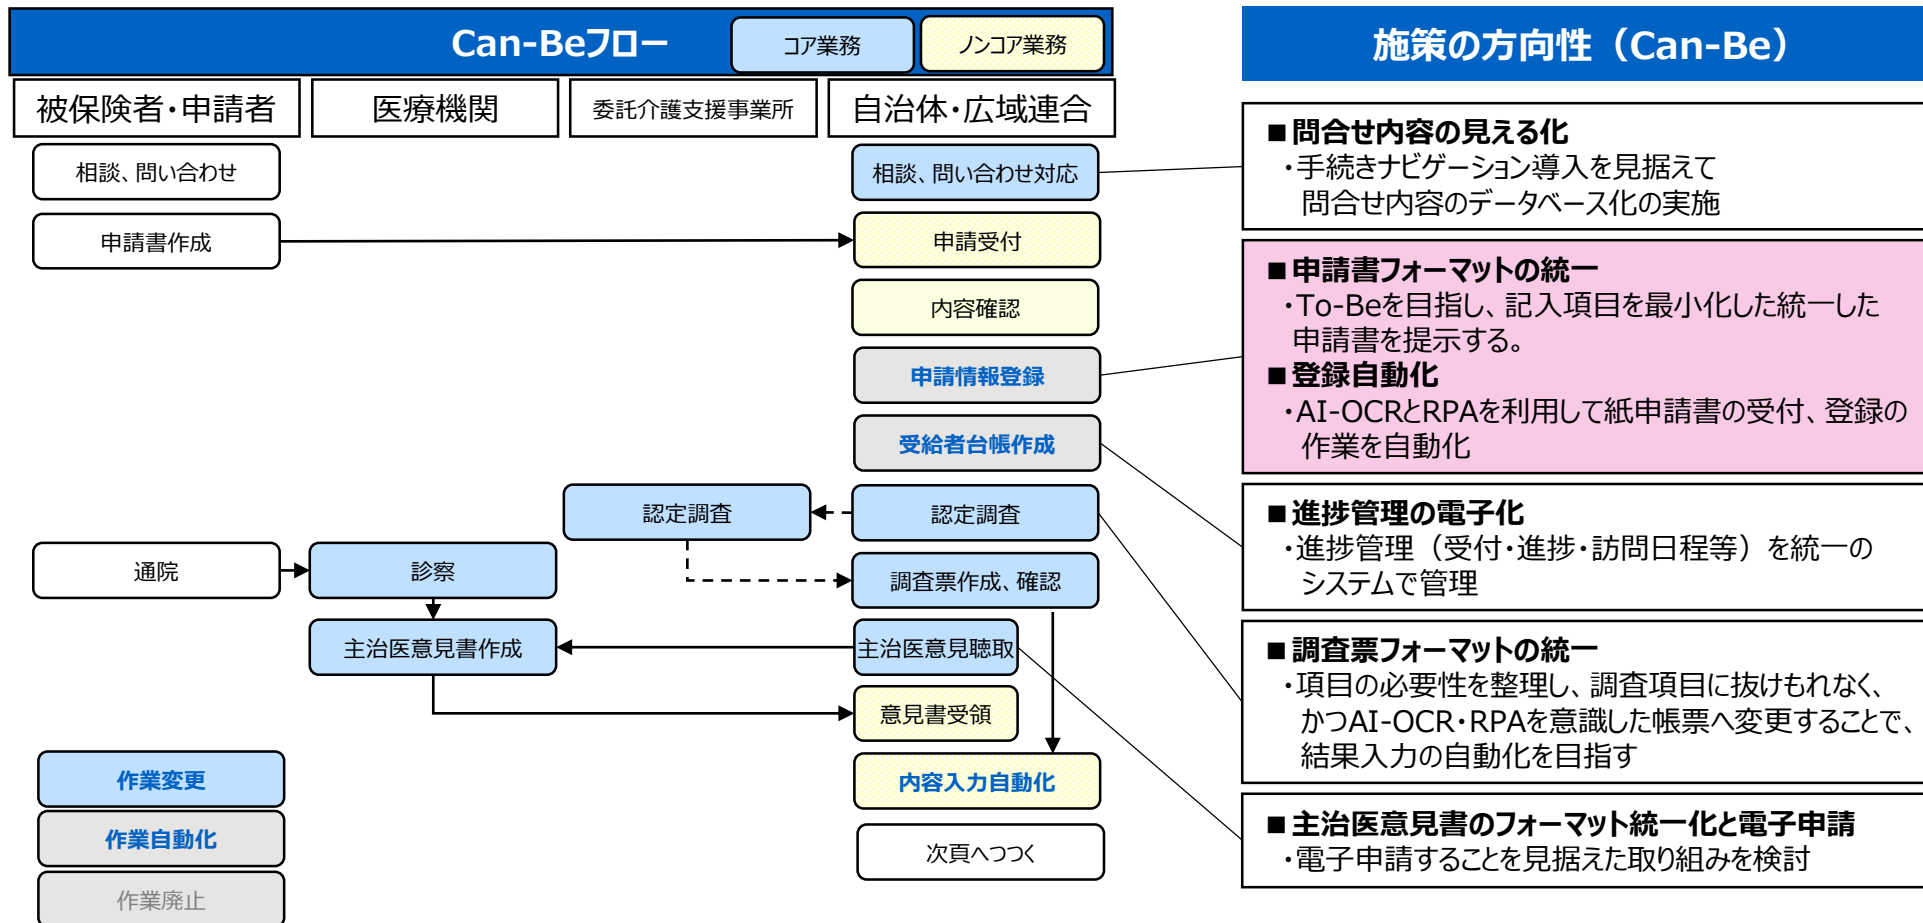 Can-Beフロー
コア業務
ノンコア業務
被保険者・申請者
医療機関
委託介護支援事業所
自治体・広域連合
相談、問い合わせ
相談、問い合わせ対応
申請書作成
申請受付
内容確認
申請情報登録
受給者台帳作成
認定調査
認定調査
通院
診察
調査票作成、確認
主治医意見書作成
主治医意見聴取
意見書受領
内容入力自動化
次頁へつつく
作業変更
作業自動化
作業廃止
施策の方向性（Can-Be）
■問合せ内容の見える化
・手続きナビゲーション導入を見据えて
問合せ内容のデータベース化の実施
■申請書フォーマットの統一
・To-Beを目指し、記入項目を最小化した統一した
申請書を提示する。
■登録自動化
・AI-OCRとRPAを利用して紙申請書の受付、登録の
作業を自動化
■進捗管理の電子化
・進捗管理（受付・進捗・訪問日程等）を統一の
システムで管理
■調査票フォーマットの統一
・項目の必要性を整理し、調査項目に抜けもれなく、
かつAI-OCR・RPAを意識した帳票へ変更することで、
結果入力の自動化を目指す
■主治医意見書のフォーマット統一化と電子申請
・電子申請することを見据えた取り組みを検討